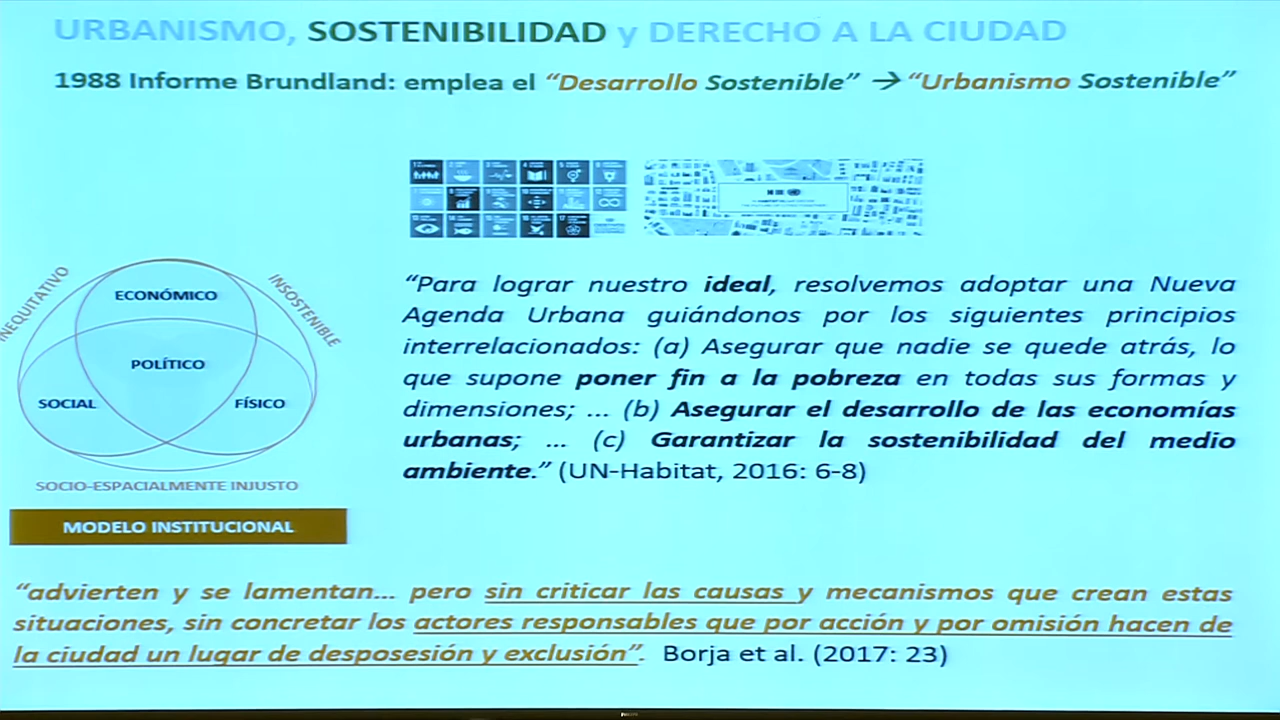 URBANISMO, SOSTENIBILIDAD y DERECHO A LA CIUDAD
1988 Informe Brundland: emplea el “Desarrollo Sostenible” → “Urbanismo Sostenible”
INEQUITATIVO
INSOSTENIBLE
ECONÓMICO
POLÍTICO
SOCIAL
FÍSICO
SOCIO-ESPACIALMENTE INJUSTO
MODELO INSTITUCIONAL
“Para lograr nuestro ideal, resolvemos adoptar una Nueva
Agenda Urbana guiándonos por los siguientes principios
interrelacionados: (a) Asegurar que nadie se quede atrás, lo
que supone poner fin a la pobreza en todas sus formas y
dimensiones; ... (b) Asegurar el desarrollo de las economías
urbanas; ... (c) Garantizar la sostenibilidad del medio
ambiente.” (UN-Habitat, 2016: 6-8)
“advierten y se lamentan... pero sin criticar las causas y mecanismos que crean estas
situaciones, sin concretar los actores responsables que por acción y por omisión hacen de
la ciudad un lugar de desposesión y exclusión”. Borja et al. (2017: 23)